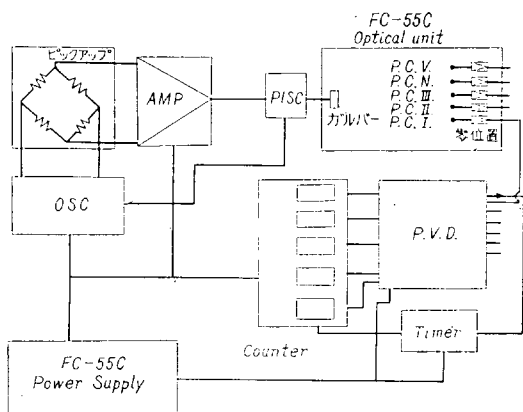 FC-55C
Optical unit
ピックアップ
AMP
PISC
P.C.V.
P.C.N.
P.C.III.
P.C.II.
P.C.I.
ガルバー
零位置
OSC
P.V.D.
Counter
Timer
FC-55C
Power Supply